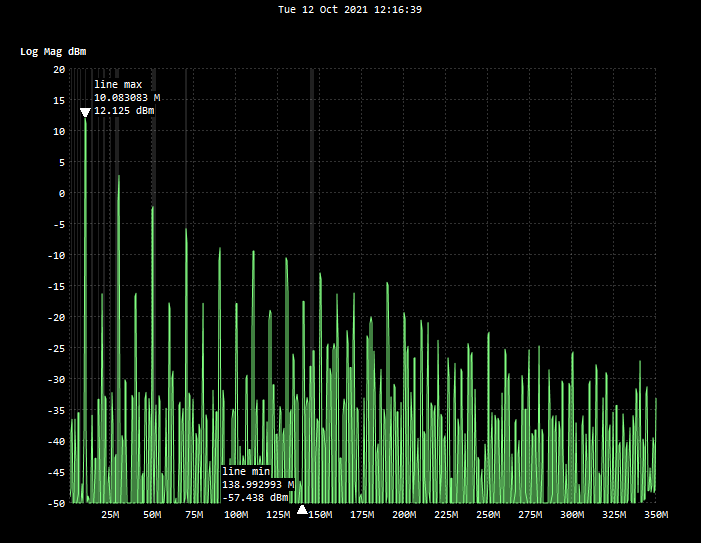 Tue 12 Oct 2021 12:16:39
Log Mag dBm
20
15
10
5
0
-5
-10
-15
-20
-25
-30
-35
-40
-45
-50
line max
10.083083 M
12.125 dBm
line min
138.992993 M
-57.438 dBm
25M 50M 75M 100M 125M 150M 175M 200M 225M 250M 275M 300M 325M 350M